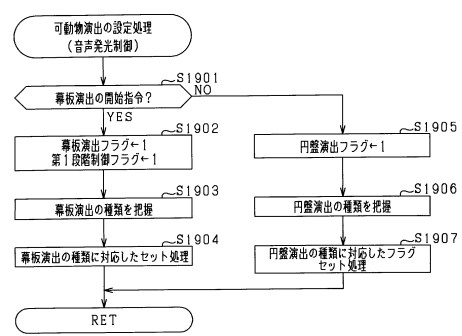 可動物演出の設定処理
（音声発光制御）
S1901
幕板演出の開始指令？
NO
YES
S1902
幕板演出フラグ←1
第1段階制御フラグ←1
S1903
幕板演出の種類を把握
S1904
幕板演出の種類に対応したセット処理
S1905
円盤演出フラグ←1
S1906
円盤演出の種類を把握
S1907
円盤演出の種類に対応したフラグ
セット処理
RET